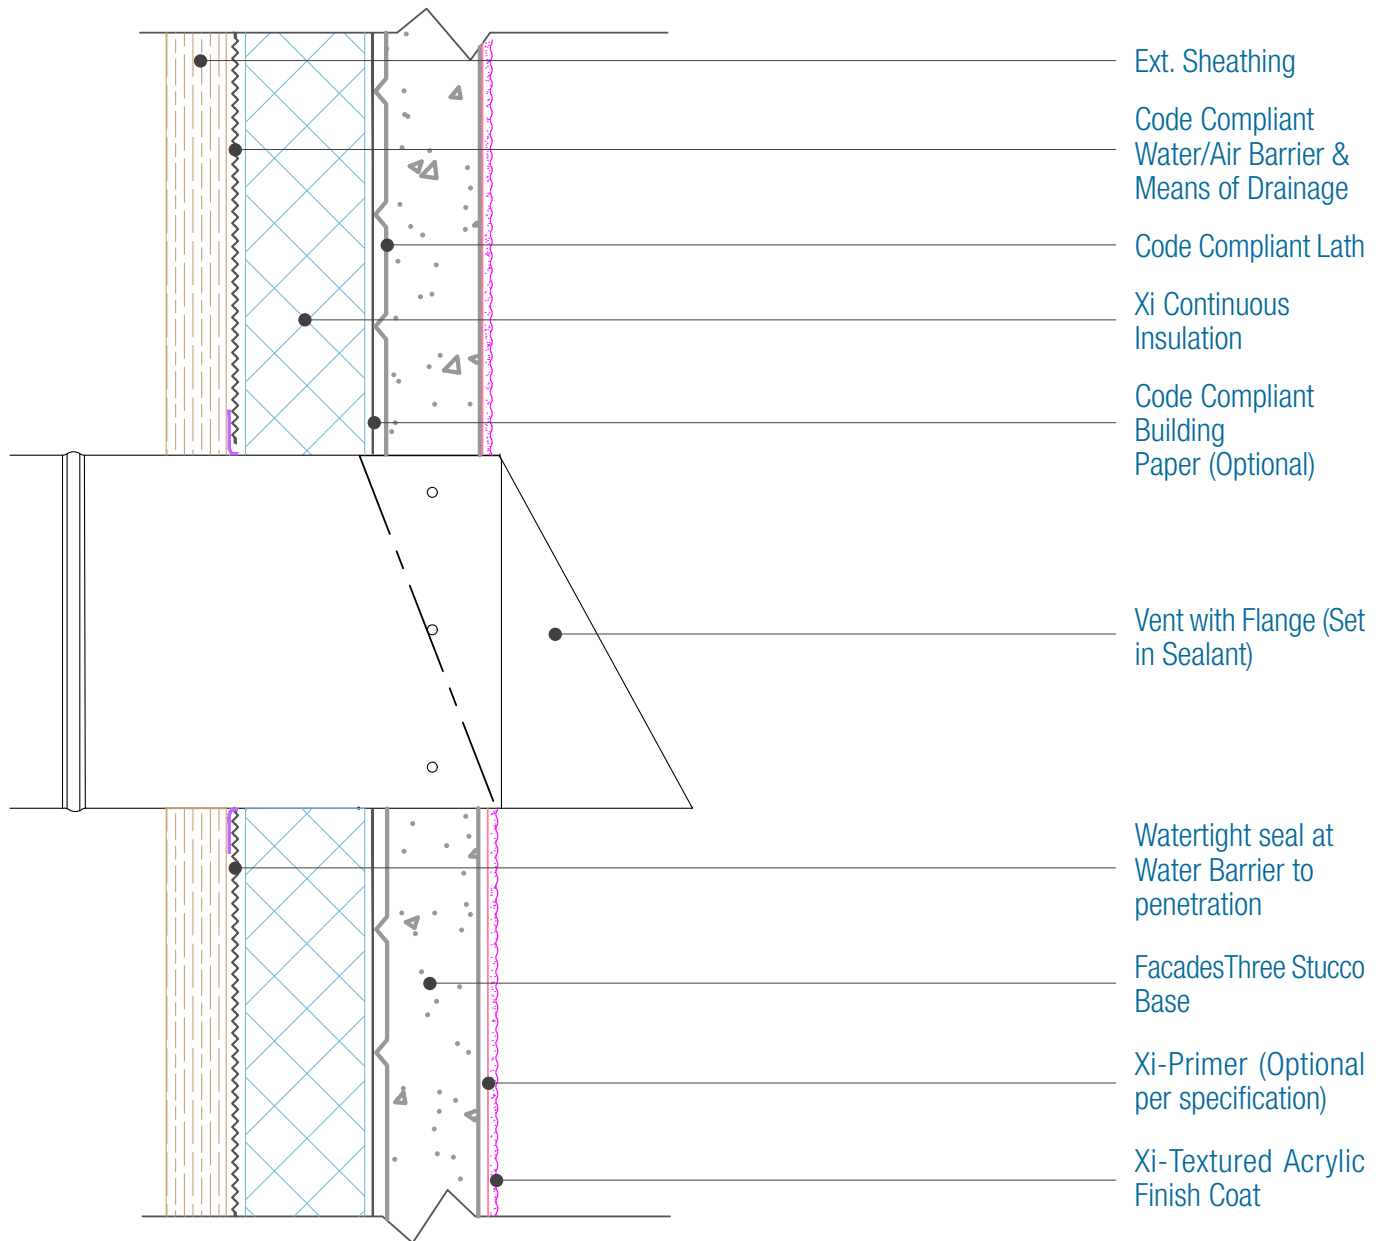 Ext. Sheathing
Code Compliant
Water/Air Barrier &
Means of Drainage
Code Compliant Lath
Xi Continuous
Insulation
Code Compliant
Building
Paper (Optional)
Vent with Flange (Set
in Sealant)
Watertight seal at
Water Barrier to
penetration
FacadesThree Stucco
Base
Xi-Primer (Optional
per specification)
Xi-Textured Acrylic
Finish Coat